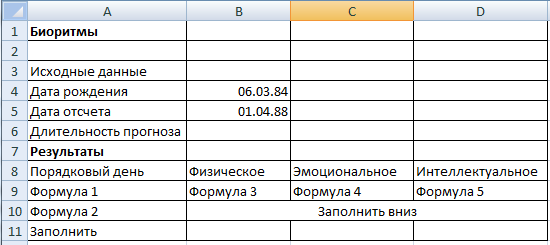 A B C D
1 Биоритмы
2
3 Исходные данные
4 Дата рождения 06.03.84
5 Дата отсчета 01.04.88
6 Длительность прогноза
7 Результаты
8 Порядковый день Физическое Эмоциональное Интеллектуальное
9 Формула 1 Формула 3 Формула 4 Формула 5
10 Формула 2 Заполнить вниз
11 Заполнить